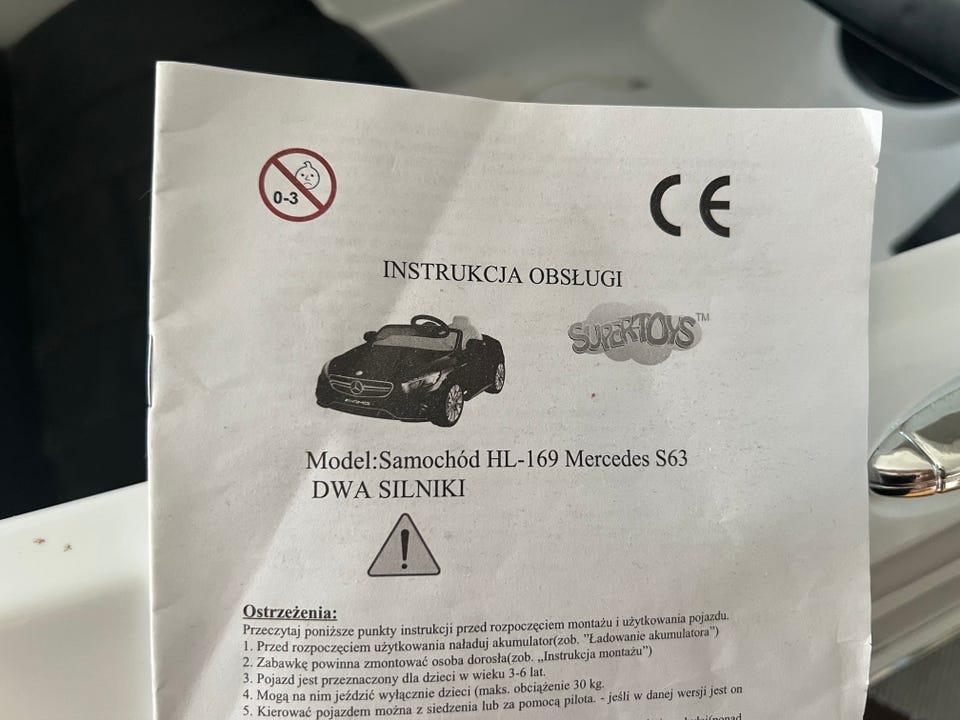 0-3
CE
INSTRUKCJA OBSŁUGI
SUPER-TOYS™
AMG
Model:Samochód HL-169 Mercedes S63
DWA SILNIKI
!
Ostrzeżenia:
Przeczytaj poniższe punkty instrukcji przed rozpoczęciem montażu i użytkowania pojazdu.
1. Przed rozpoczęciem użytkowania naładuj akumulator(zob. ”Ładowanie akumulatora”)
2. Zabawkę powinna zmontować osoba dorosła(zob. „Instrukcja montażu”)
3. Pojazd jest przeznaczony dla dzieci w wieku 3-6 lat.
4. Mogą na nim jeździć wyłącznie dzieci (maks. obciążenie 30 kg.
5. Kierować pojazdem można z siedzenia lub za pomocą pilota. - jeśli w danej wersji jest on